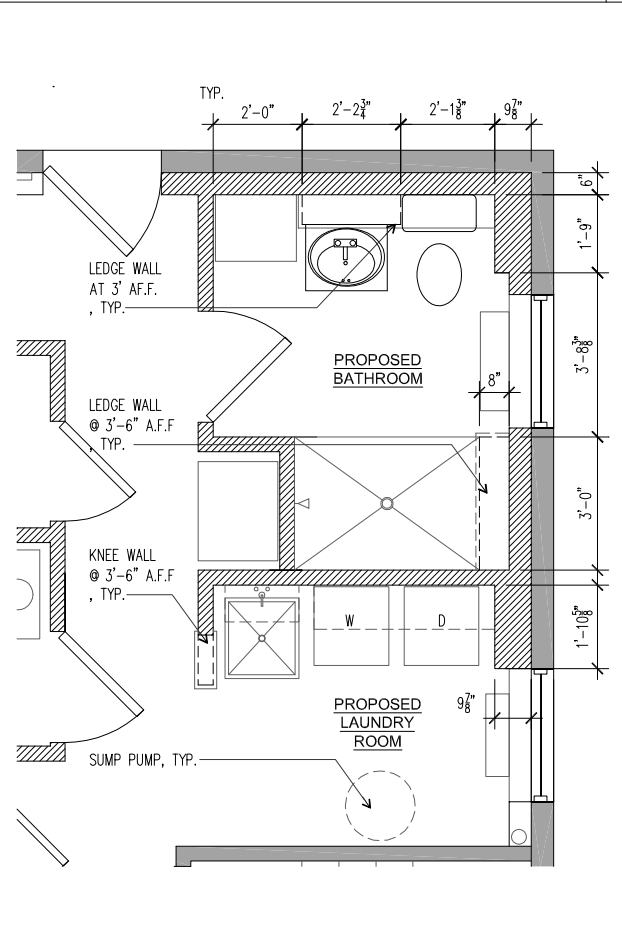 TYP.
2'-0"
2'-2¾"
2'-1⅜"
9⅞"
6"
1'-9"
LEDGE WALL
AT 3' AF.F.
, TYP.
3'-8⅜"
PROPOSED
BATHROOM
8"
LEDGE WALL
@ 3'-6" A.F.F
, TYP.
3'-0"
KNEE WALL
@ 3'-6" A.F.F
, TYP.
W
D
1'-10⅝"
PROPOSED
LAUNDRY
ROOM
9⅞"
SUMP PUMP, TYP.